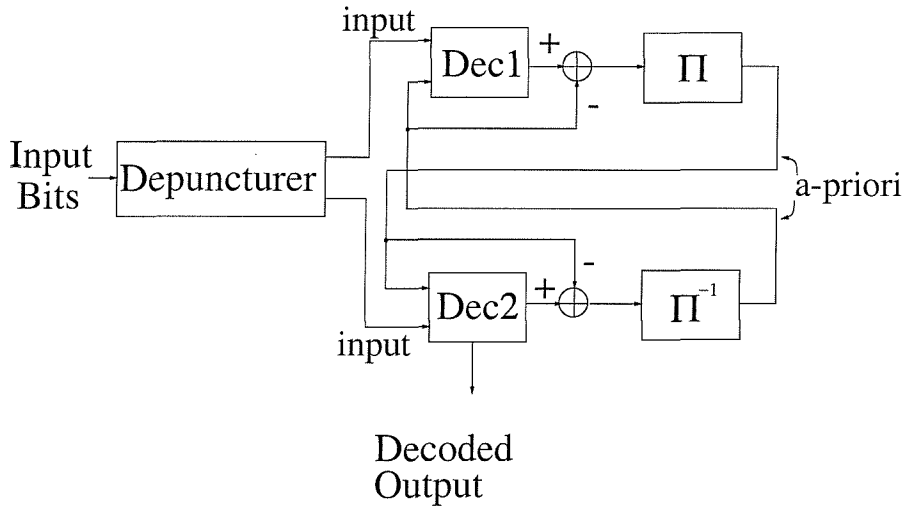 input
Dec1
+
-
Π
Input
Bits
Depuncturer
a-priori
-
Dec2
+
Π⁻¹
input
Decoded
Output